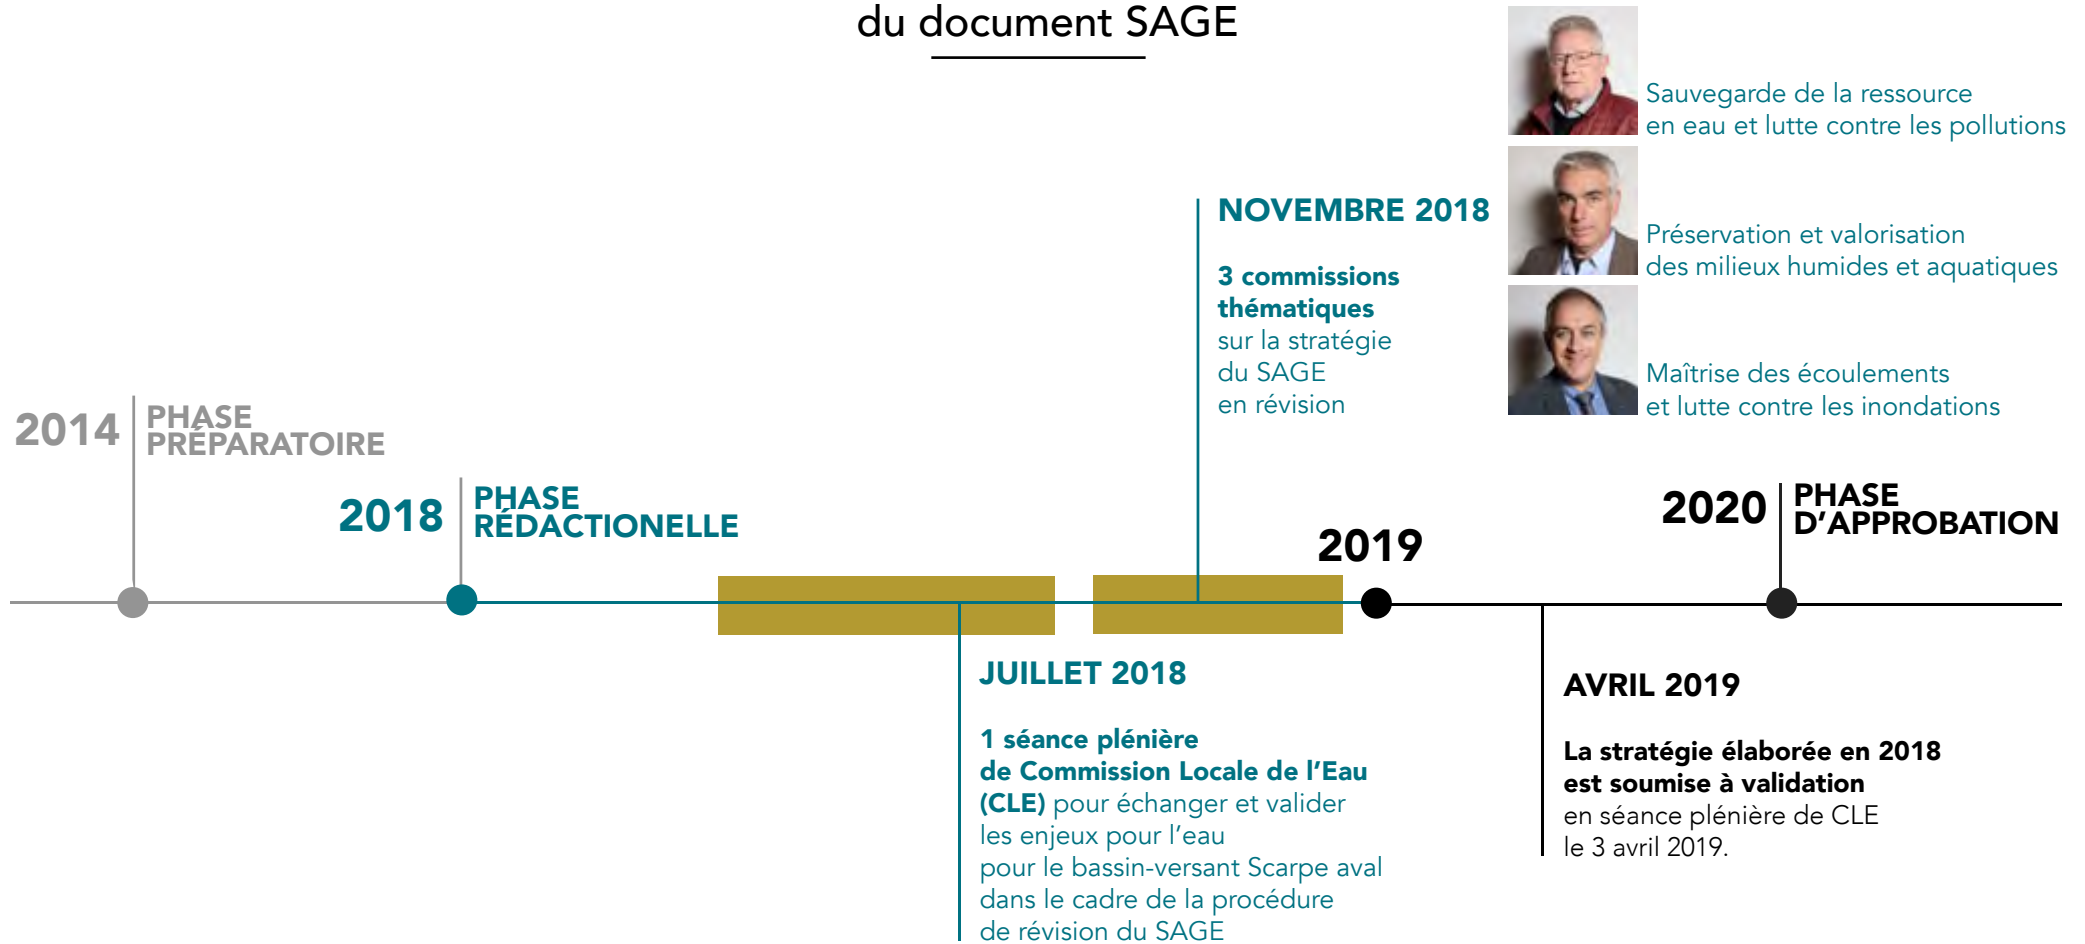 du document SAGE
Sauvegarde de la ressource
en eau et lutte contre les pollutions
Préservation et valorisation
des milieux humides et aquatiques
Maîtrise des écoulements
et lutte contre les inondations
NOVEMBRE 2018
3 commissions
thématiques
sur la stratégie
du SAGE
en révision
2014
PHASE
PRÉPARATOIRE
2018
PHASE
RÉDACTIONELLE
2019
2020
PHASE
D'APPROBATION
JUILLET 2018
1 séance plénière
de Commission Locale de l'Eau
(CLE) pour échanger et valider
les enjeux pour l'eau
pour le bassin-versant Scarpe aval
dans le cadre de la procédure
de révision du SAGE
AVRIL 2019
La stratégie élaborée en 2018
est soumise à validation
en séance plénière de CLE
le 3 avril 2019.